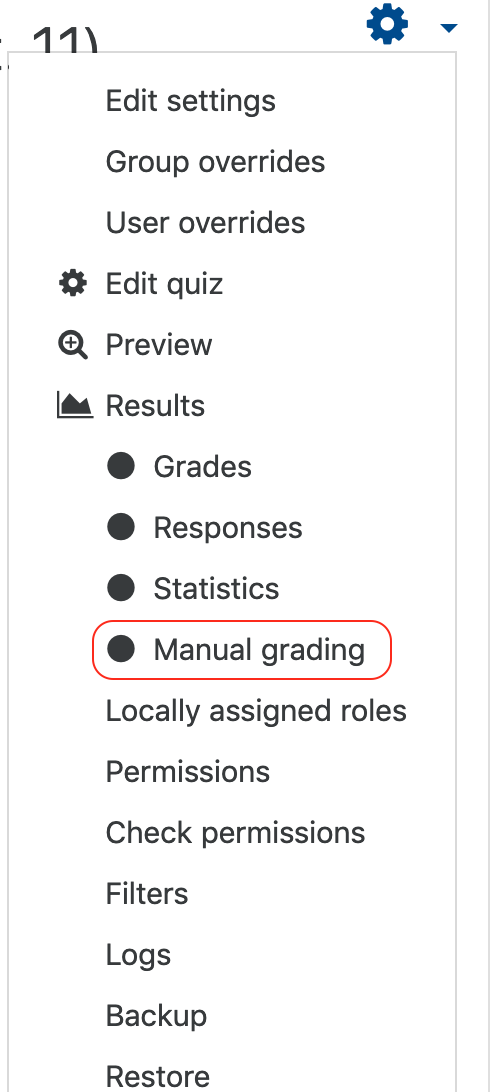 11)
Edit settings
Group overrides
User overrides
Edit quiz
Preview
Results
Grades
Responses
Statistics
Manual grading
Locally assigned roles
Permissions
Check permissions
Filters
Logs
Backup
Restore